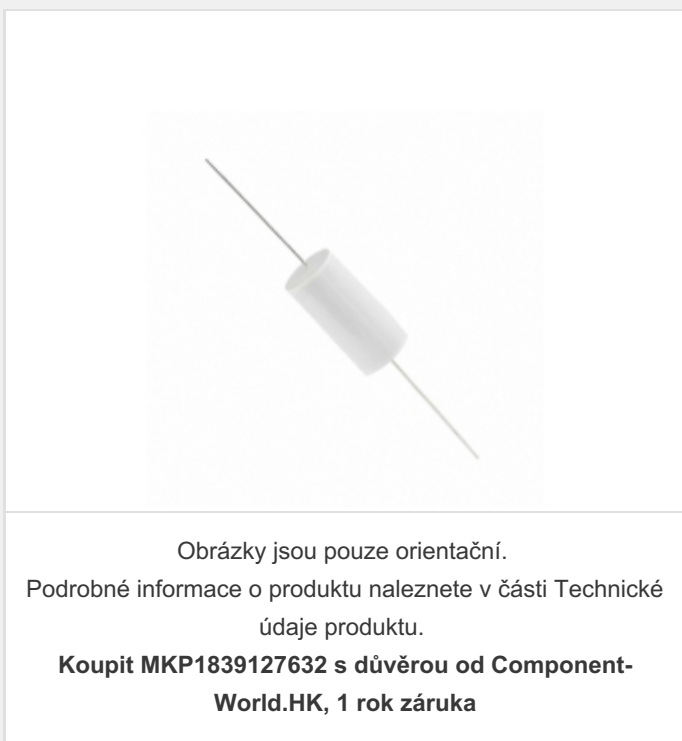 Obrázky jsou pouze orientační.
Podrobné informace o produktu naleznete v části Technické
údaje produktu.
Koupit MKP1839127632 s důvěrou od Component-
World.HK, 1 rok záruka